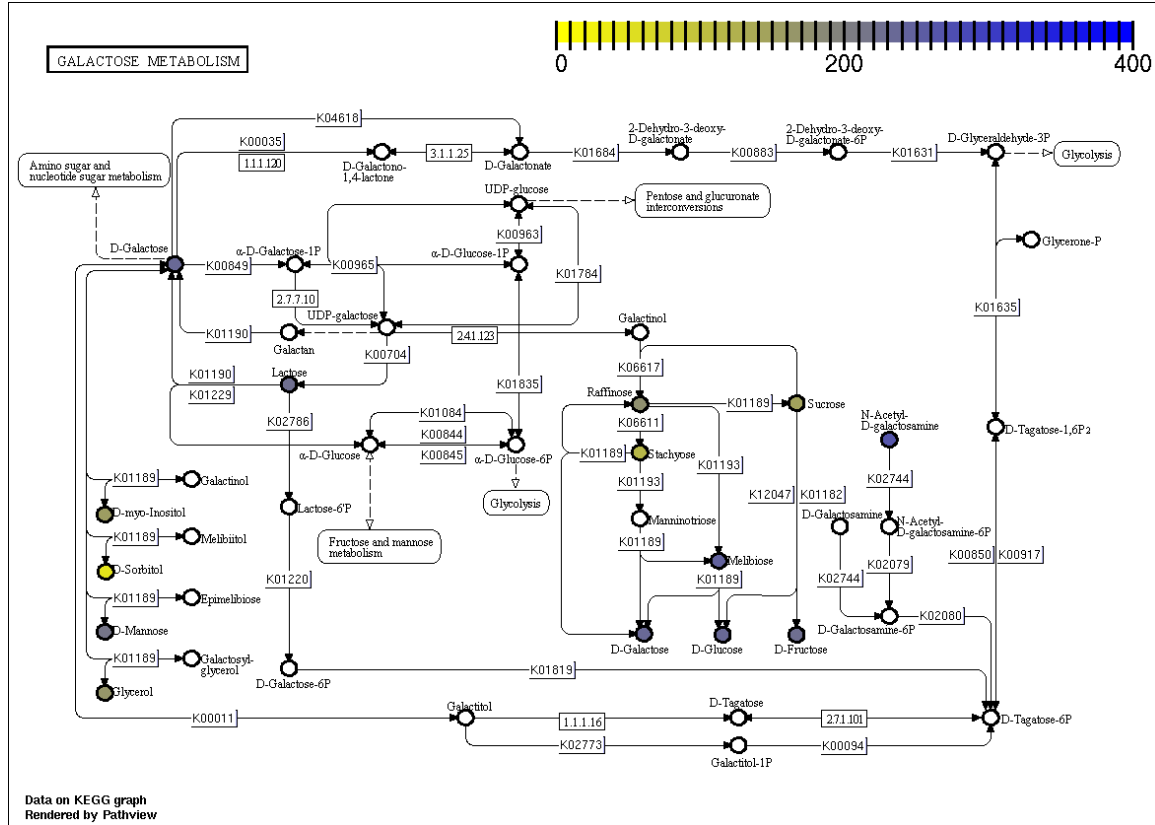 GALACTOSE METABOLISM
0 200 400
K04618
K00035
1.1.1.120
D-Galactono-
1,4-lactone
3.1.1.25
D-Galactonate
K01684
2-Dehydro-3-deoxy-
D-galactonate
K00883
2-Dehydro-3-deoxy-
D-galactonate-6P
K01631
D-Glyceraldehyde-3P
Glycolysis
Amino sugar and
nucleotide sugar metabolism
UDP-glucose
Pentose and glucuronate
interconversions
K00963
D-Galactose
K00849
α-D-Galactose-1P
K00965
α-D-Glucose-1P
K01784
Glycerone-P
2.7.7.10
UDP-galactose
K01635
K01190
Galactan
2.4.1.123
Galactinol
K00704
K01190
K01229
Lactose
K01835
K06617
K02786
Raffinose
K01189
Sucrose
K01084
K00844
K00845
α-D-Glucose
α-D-Glucose-6P
K06611
K01189
Stachyose
K01193
K01193
N-Acetyl-
D-galactosamine
D-Tagatose-1,6P2
K01189
Galactinol
D-myo-Inositol
Lactose-6'P
Glycolysis
K12047
K01182
K02744
Manninotriose
D-Galactosamine
N-Acetyl-
D-galactosamine-6P
K01189
Melibiitol
D-Sorbitol
Fructose and mannose
metabolism
K01189
Melibiose
K00850
K00917
K01220
K01189
K02744
K02079
K01189
Epimelibiose
D-Mannose
K02080
D-Galactosamine-6P
D-Galactose
D-Glucose
D-Fructose
K01189
Galactosyl-
glycerol
Glycerol
D-Galactose-6P
K01819
K00011
Galactitol
1.1.1.16
D-Tagatose
2.7.1.101
D-Tagatose-6P
K02773
Galactitol-1P
K00094
Data on KEGG graph
Rendered by Pathview